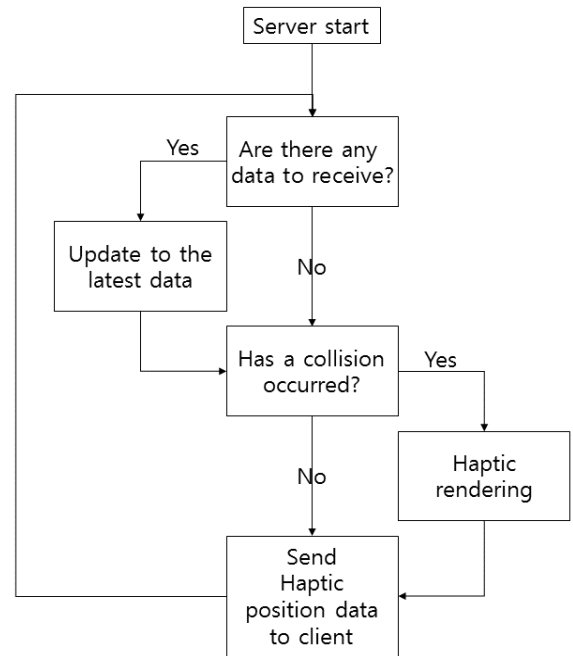 Server start
Are there any
data to receive?
Yes
Update to the
latest data
No
Has a collision
occurred?
Yes
Haptic
rendering
No
Send
Haptic
position data
to client